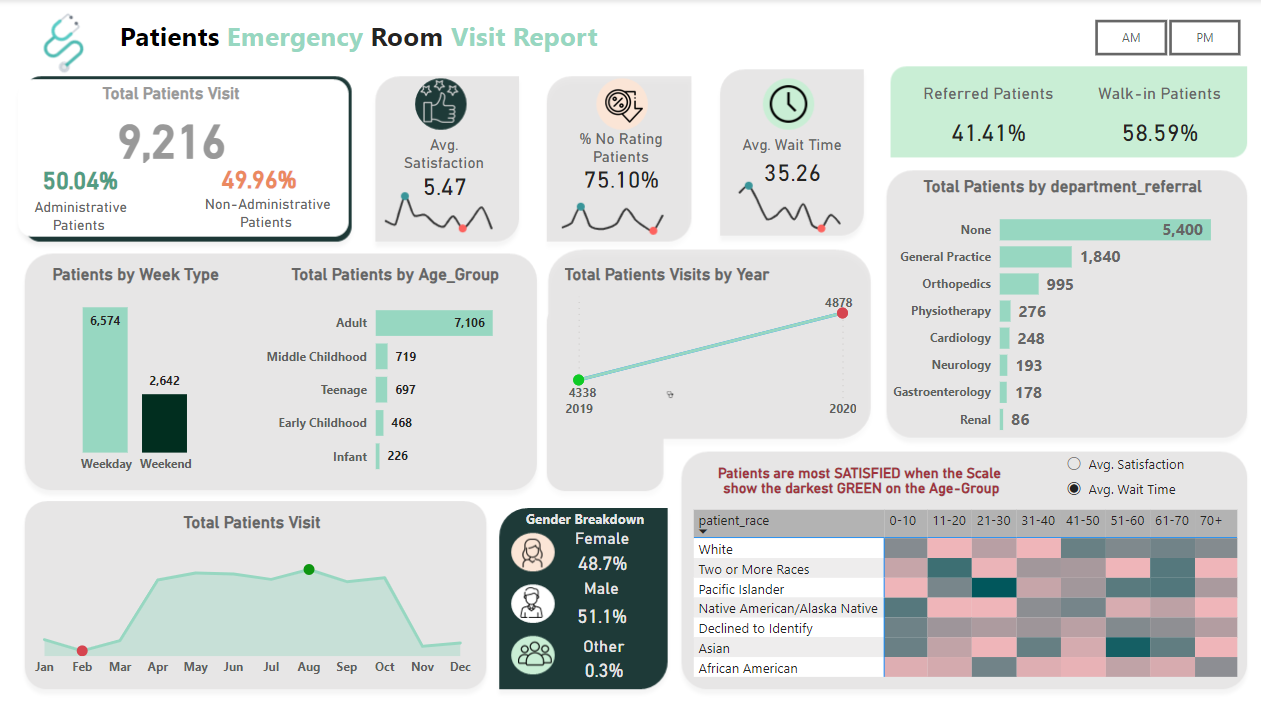 Patients Emergency Room Visit Report
AM
PM
Total Patients Visit
9,216
50.04%
Administrative
Patients
49.96%
Non-Administrative
Patients
Avg.
Satisfaction
5.47
% No Rating
Patients
75.10%
Avg. Wait Time
35.26
Referred Patients
41.41%
Walk-in Patients
58.59%
Patients by Week Type
6,574
2,642
Weekday
Weekend
Total Patients by Age_Group
Adult
7,106
Middle Childhood
719
Teenage
697
Early Childhood
468
Infant
226
Total Patients Visits by Year
4878
4338
2019
2020
Total Patients by department_referral
None
5,400
General Practice
1,840
Orthopedics
995
Physiotherapy
276
Cardiology
248
Neurology
193
Gastroenterology
178
Renal
86
Total Patients Visit
Jan Feb Mar Apr May Jun Jul Aug Sep Oct Nov Dec
Gender Breakdown
Female
48.7%
Male
51.1%
Other
0.3%
Patients are most SATISFIED when the Scale
show the darkest GREEN on the Age-Group
Avg. Satisfaction
Avg. Wait Time
patient_race 0-10 11-20 21-30 31-40 41-50 51-60 61-70 70+
White
Two or More Races
Pacific Islander
Native American/Alaska Native
Declined to Identify
Asian
African American